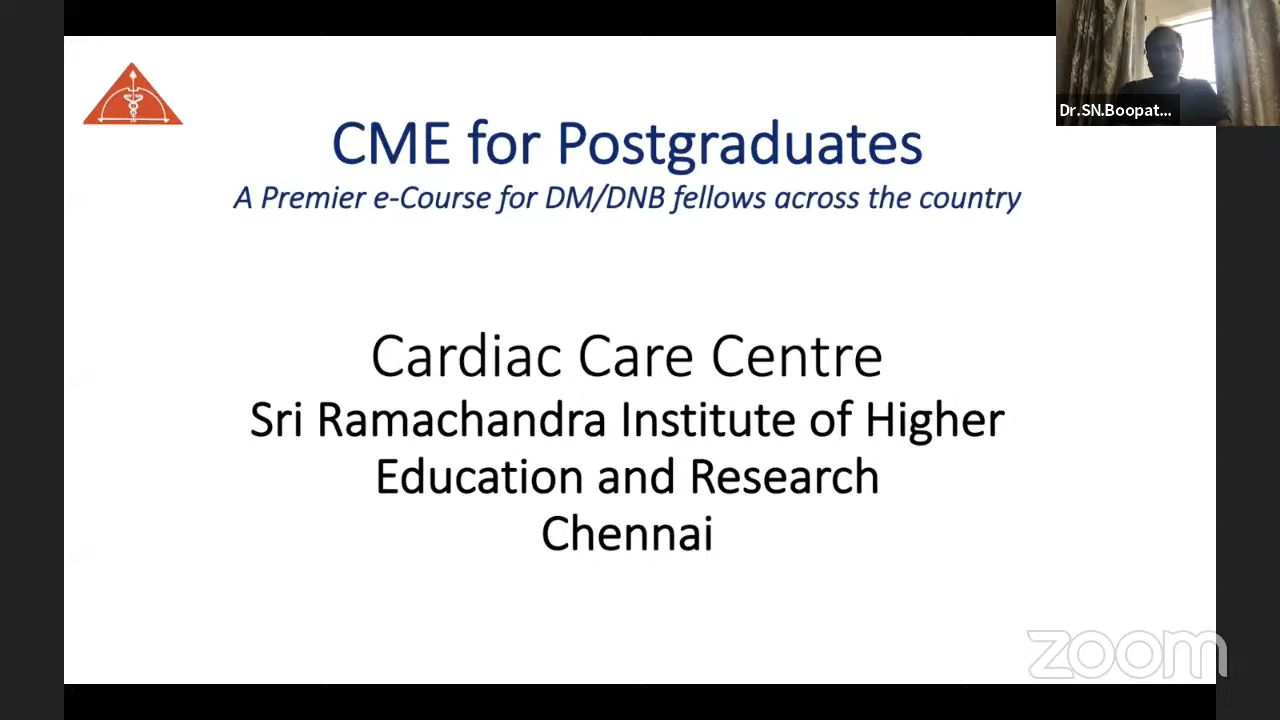 Dr.SN.Boopat...
CME for Postgraduates
A Premier e-Course for DM/DNB fellows across the country
Cardiac Care Centre
Sri Ramachandra Institute of Higher
Education and Research
Chennai
zoom